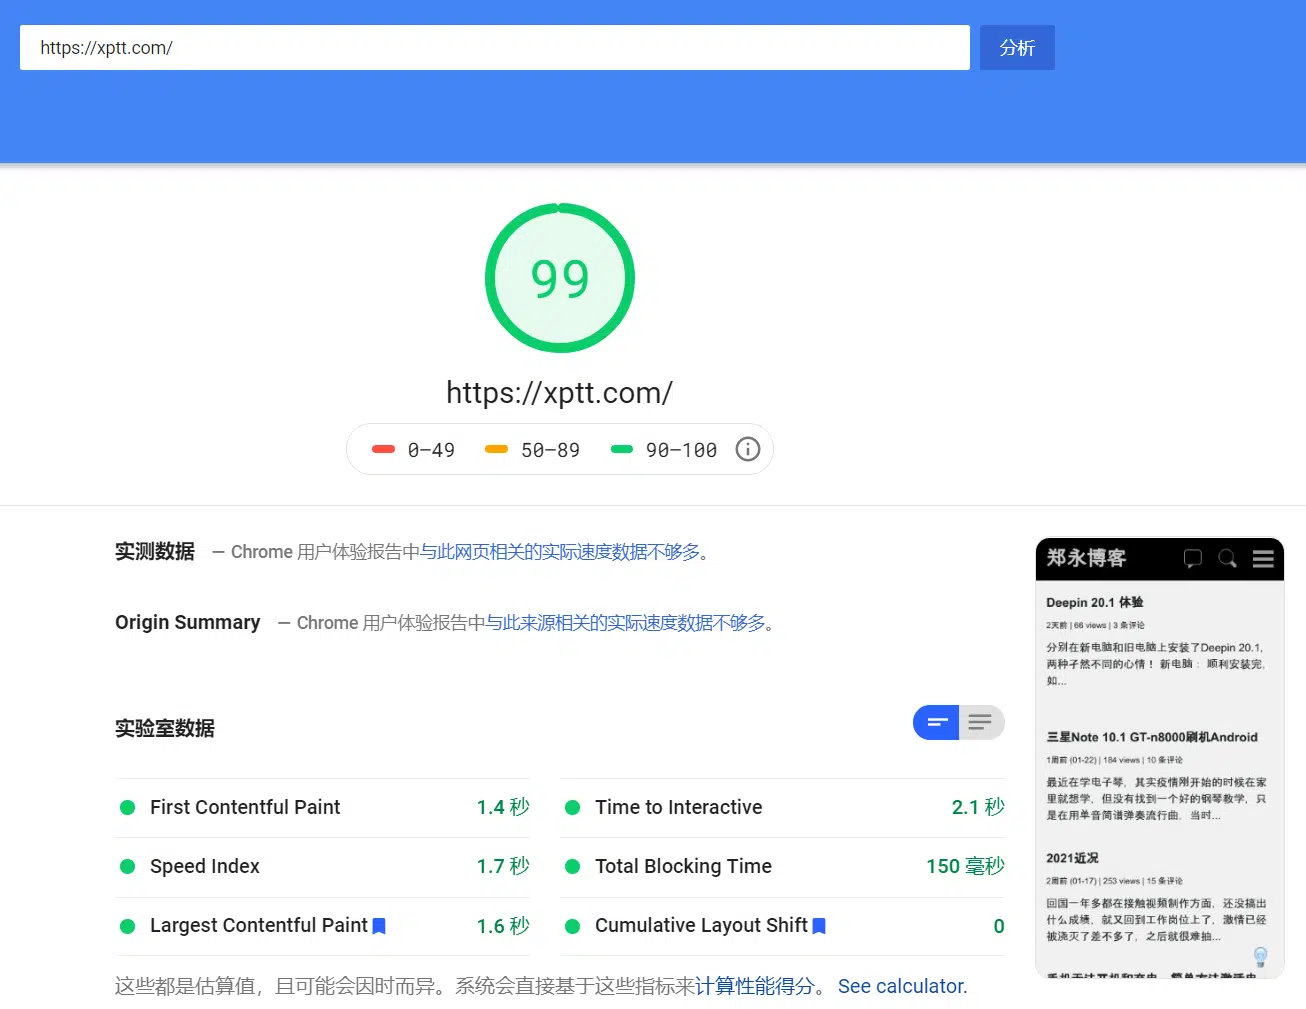 https://xptt.com/
分析
99
https://xptt.com/
0–49 50–89 90–100
实测数据 — Chrome 用户体验报告中与此网页相关的实际速度数据不够多。
Origin Summary — Chrome 用户体验报告中与此来源相关的实际速度数据不够多。
实验室数据
First Contentful Paint 1.4 秒
Time to Interactive 2.1 秒
Speed Index 1.7 秒
Total Blocking Time 150 毫秒
Largest Contentful Paint 1.6 秒
Cumulative Layout Shift 0
这些都是估算值，且可能会因时而异。系统会直接基于这些指标来计算性能得分。 See calculator.
郑永博客
Deepin 20.1 体验
2天前 | 66 views | 3 条评论
分别在新电脑和旧电脑上安装了Deepin 20.1,
两种孑然不同的心情！ 新电脑： 顺利安装完,
如...
三星Note 10.1 GT-n8000刷机Android
1周前 (01-22) | 184 views | 10 条评论
最近在学电子琴，其实疫情刚开始的时候在家
里就想学，但没有找到一个好的钢琴教学，只
是在用单音简谱弹奏流行曲，当时...
2021近况
2周前 (01-17) | 253 views | 15 条评论
回国一年多都在接触视频制作方面，还没搞出
什么成绩，就又回到工作岗位上了，激情已经
被浇灭了差不多了，之后就很难抽...